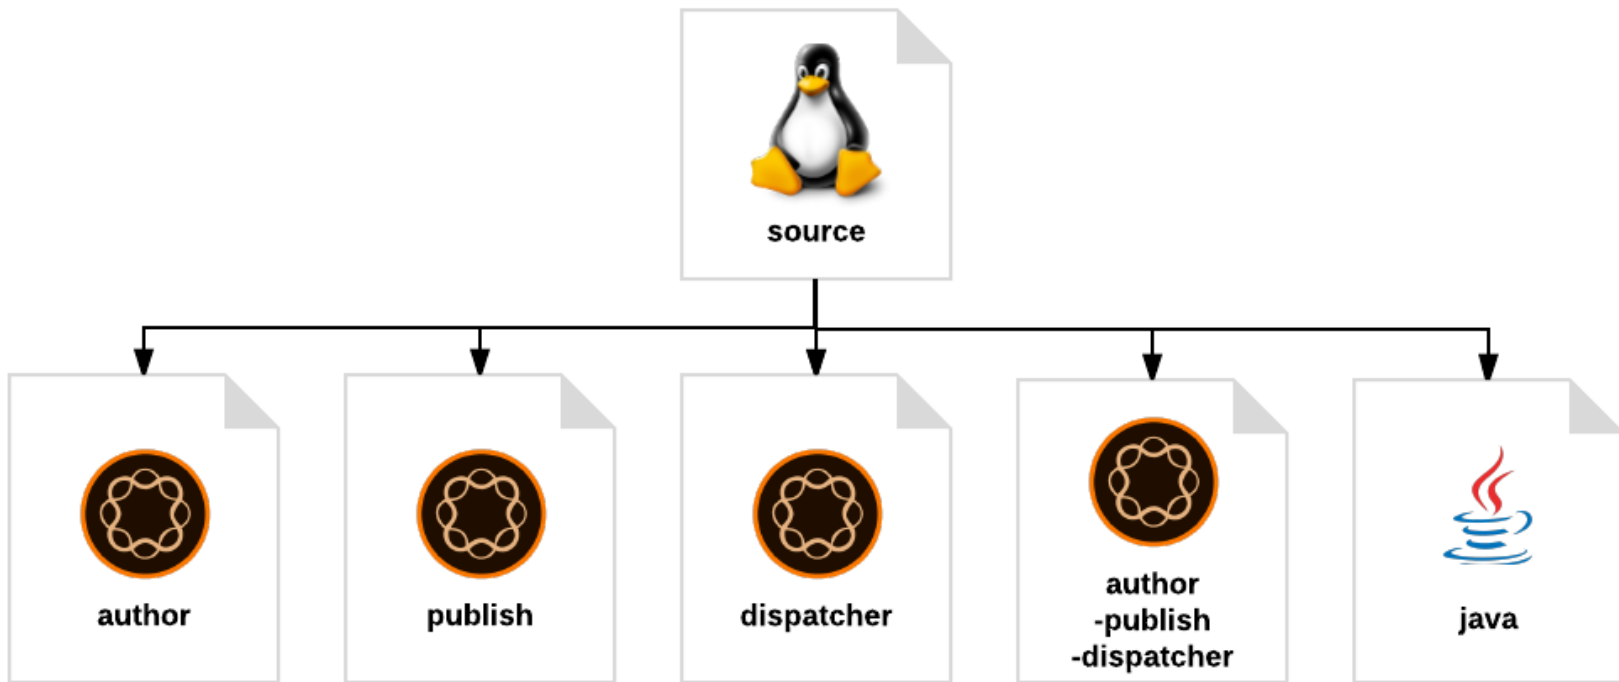 source
author
publish
dispatcher
author
-publish
-dispatcher
java